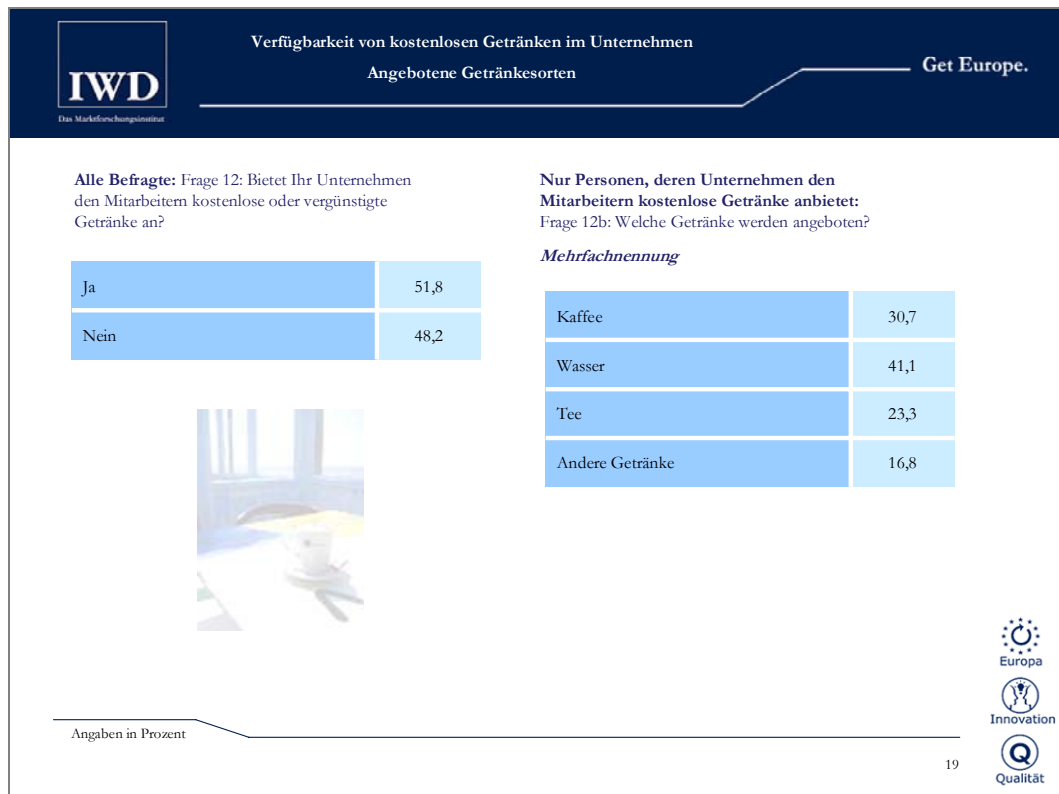 IWD
Das Marktforschungsinstitut
Verfügbarkeit von kostenlosen Getränken im Unternehmen
Angebotene Getränkesorten
Get Europe.
Alle Befragte: Frage 12: Bietet Ihr Unternehmen
den Mitarbeitern kostenlose oder vergünstigte
Getränke an?
Ja 51,8
Nein 48,2
Nur Personen, deren Unternehmen den
Mitarbeitern kostenlose Getränke anbietet:
Frage 12b: Welche Getränke werden angeboten?
Mehrfachnennung
Kaffee 30,7
Wasser 41,1
Tee 23,3
Andere Getränke 16,8
Europa
Innovation
Q
Qualität
Angaben in Prozent
19